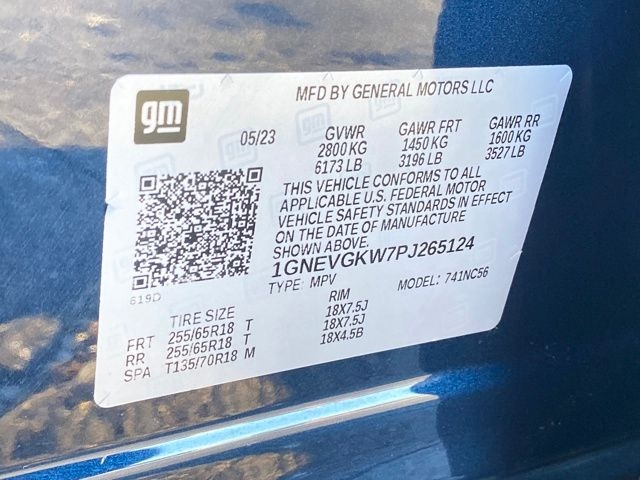 MFD BY GENERAL MOTORS LLC
gm
05/23 GVWR GAWR FRT GAWR RR
2800 KG 1450 KG 1600 KG
6173 LB 3196 LB 3527 LB
THIS VEHICLE CONFORMS TO ALL
APPLICABLE U.S. FEDERAL MOTOR
VEHICLE SAFETY STANDARDS IN EFFECT
ON THE DATE OF MANUFACTURE
SHOWN ABOVE.
1GNEVGKW7PJ265124
TYPE: MPV MODEL: 741NC56
619D
TIRE SIZE RIM
FRT 255/65R18 T 18X7.5J
RR 255/65R18 T 18X7.5J
SPA T135/70R18 M 18X4.5B